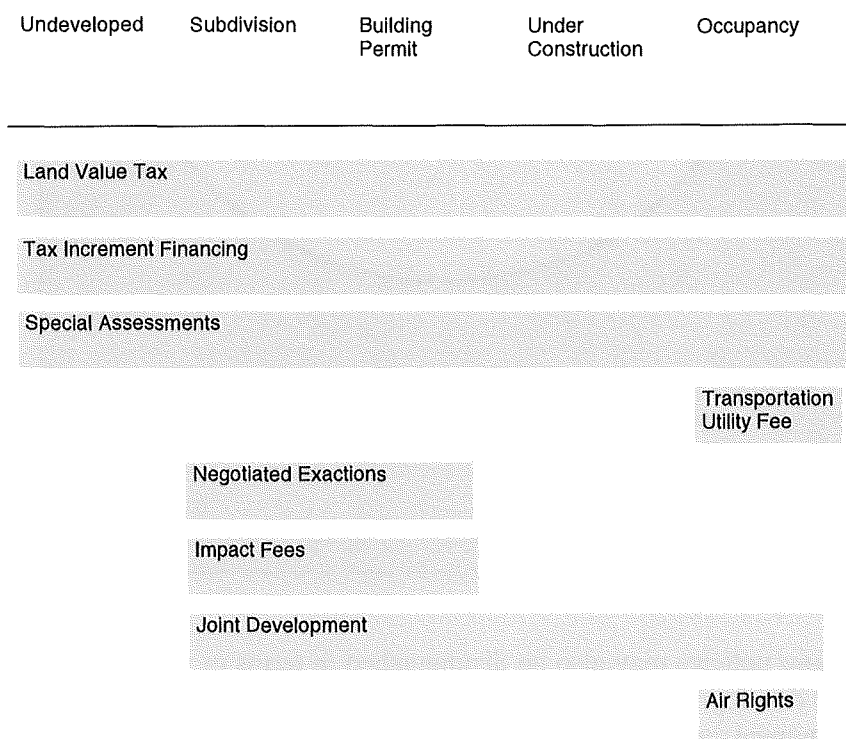 Undeveloped Subdivision Building Under Occupancy
Permit Construction
Land Value Tax
Tax Increment Financing
Special Assessments
Transportation
Utility Fee
Negotiated Exactions
Impact Fees
Joint Development
Air Rights